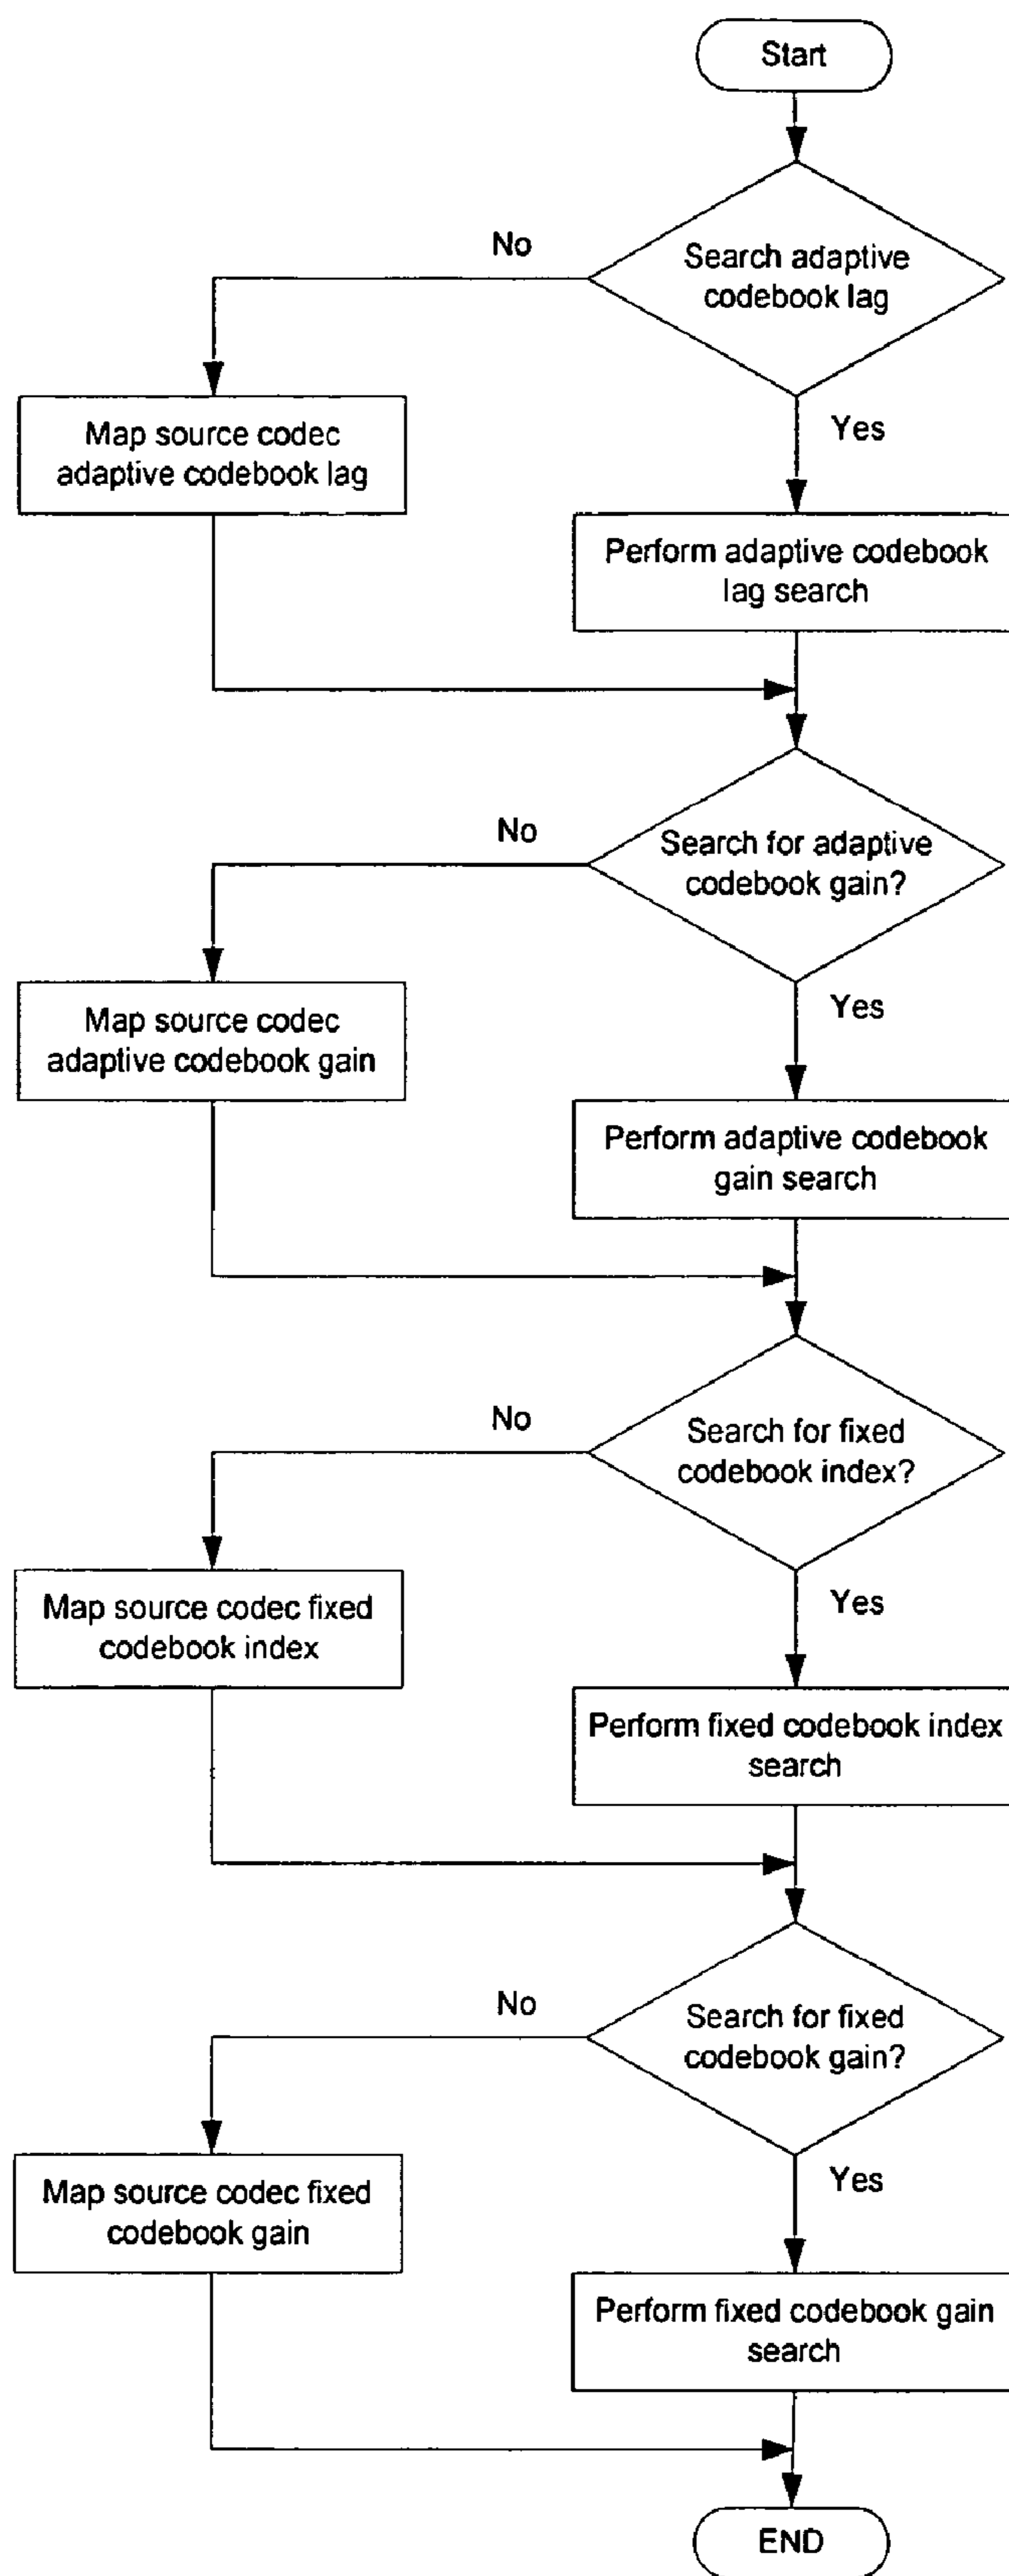 Start
Search adaptive
codebook lag
No
Yes
Map source codec
adaptive codebook lag
Perform adaptive codebook
lag search
Search for adaptive
codebook gain?
No
Yes
Map source codec
adaptive codebook gain
Perform adaptive codebook
gain search
Search for fixed
codebook index?
No
Yes
Map source codec fixed
codebook index
Perform fixed codebook index
search
Search for fixed
codebook gain?
No
Yes
Map source codec fixed
codebook gain
Perform fixed codebook gain
search
END